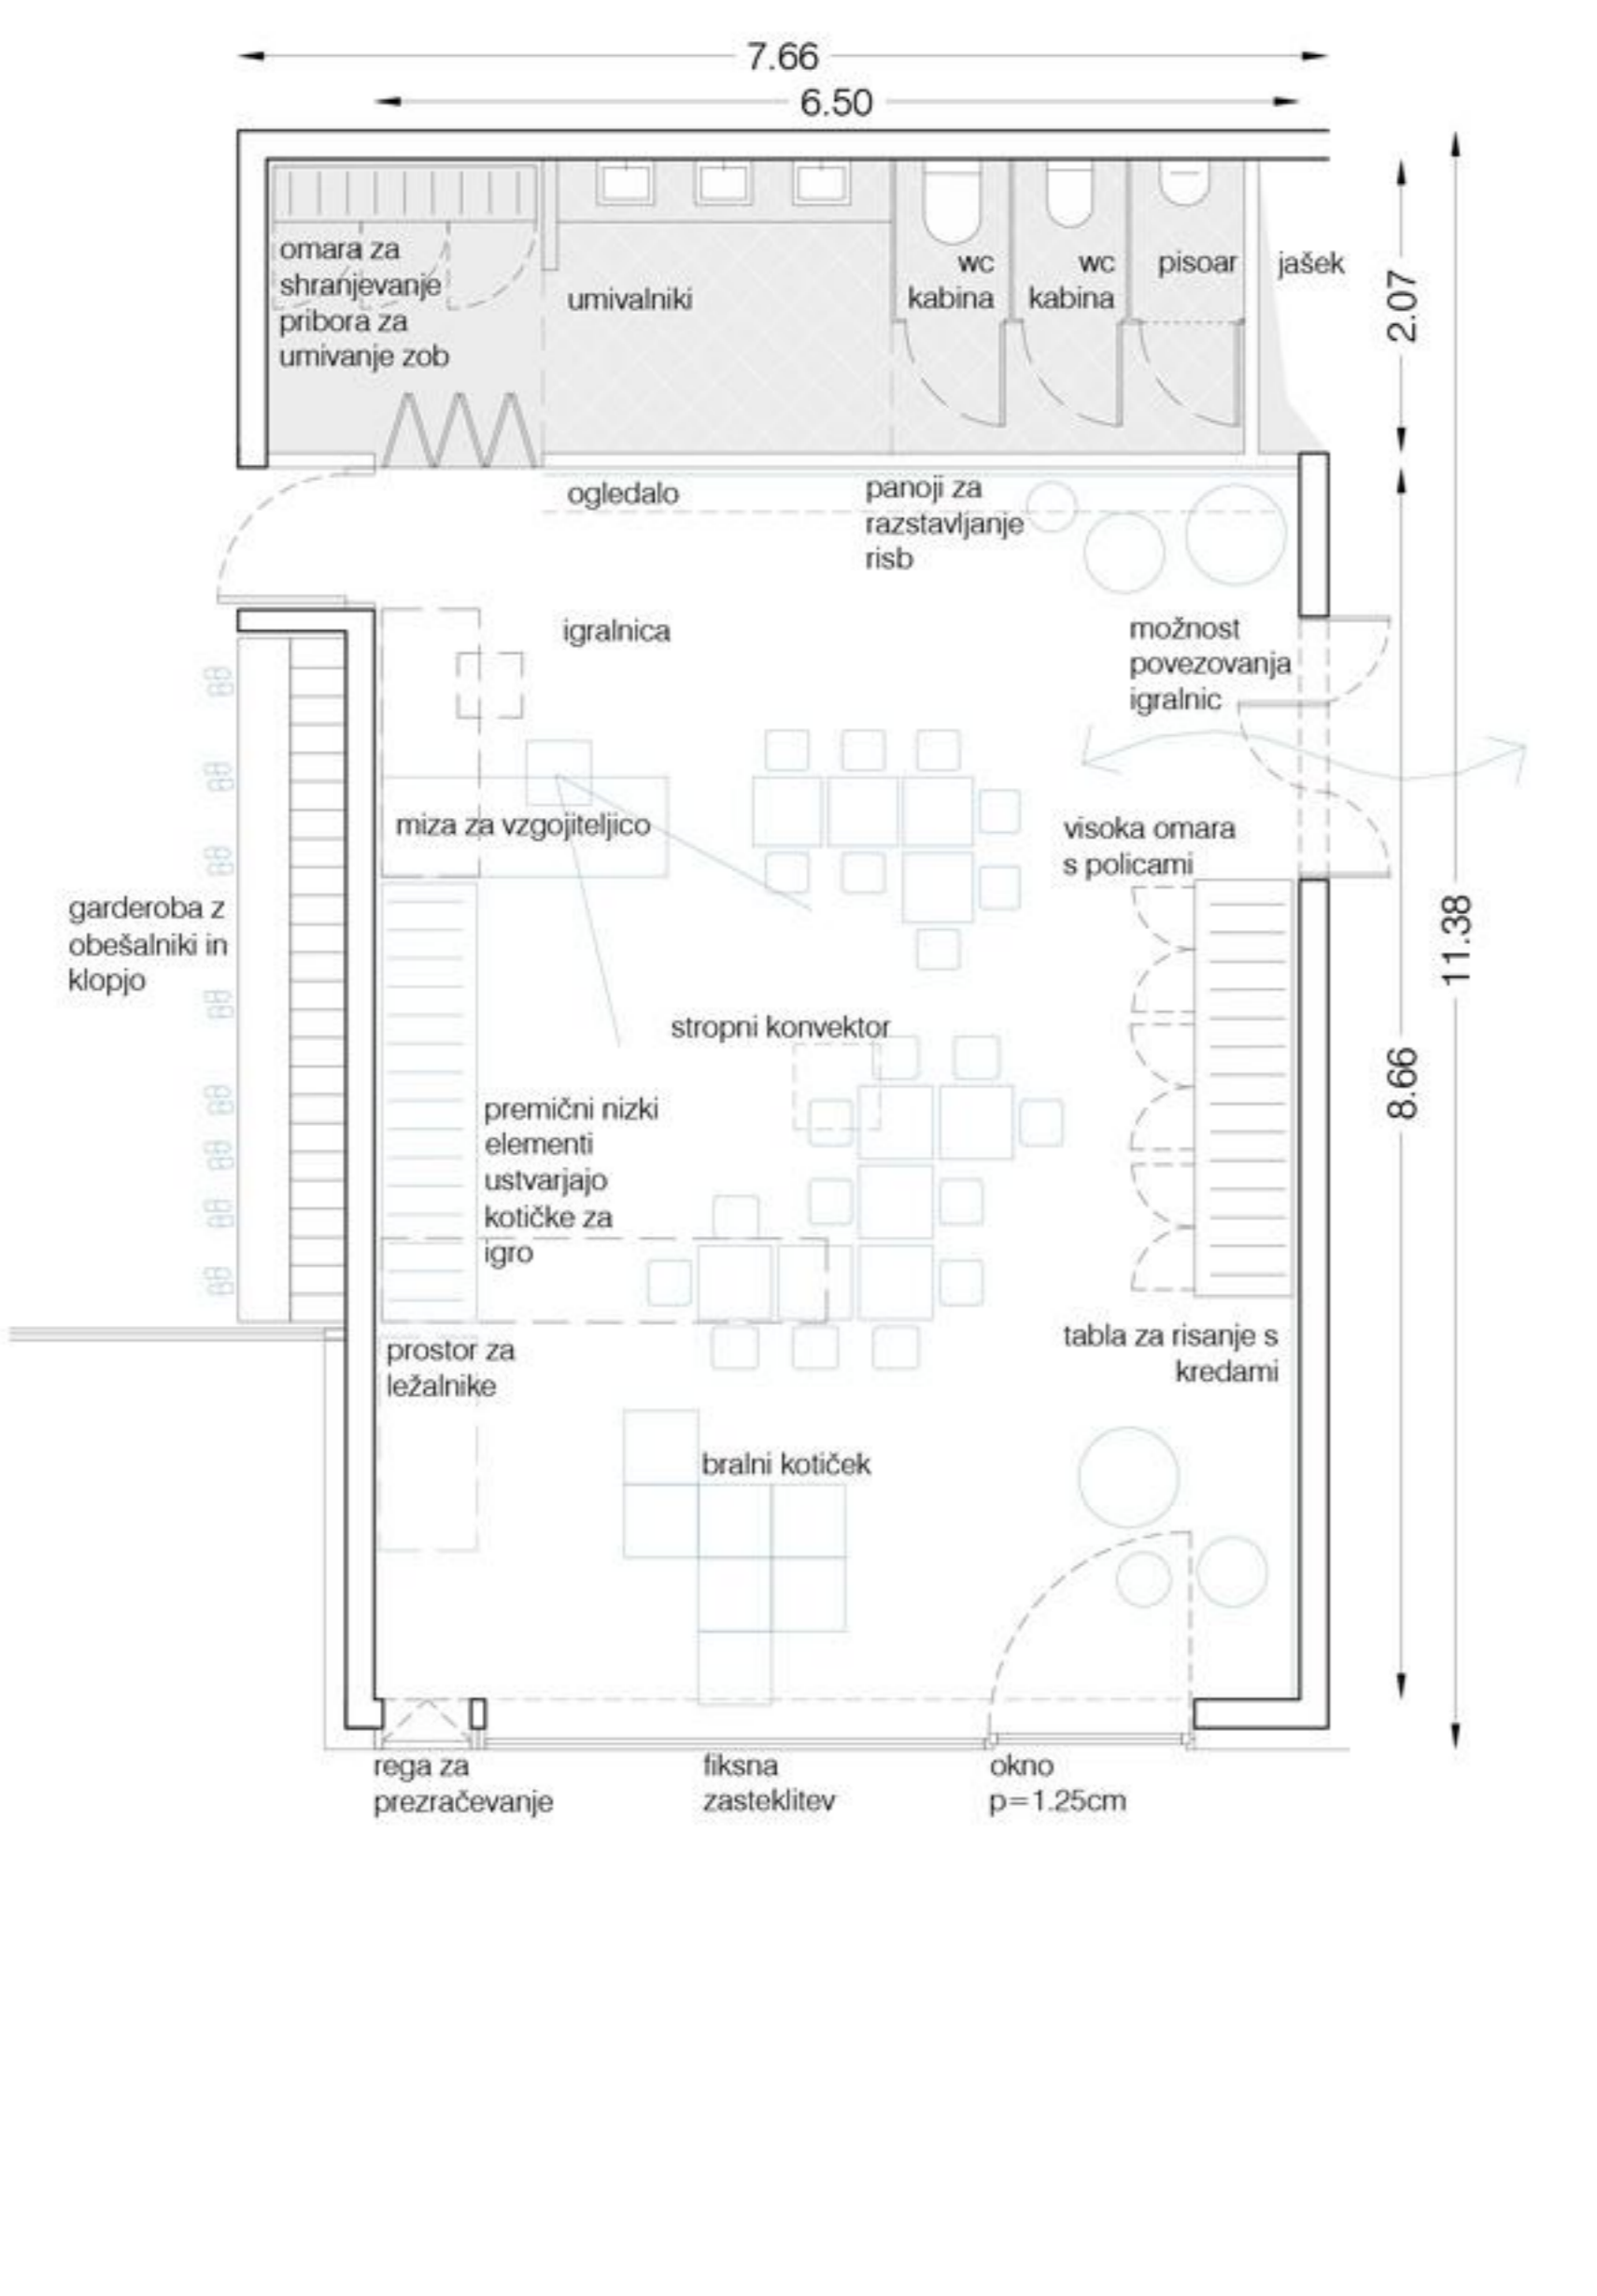 7.66
6.50
omara za
shranjevanje
pribora za
umivanje zob
umivalniki
wc
kabina
wc
kabina
pisoar
jašek
2.07
ogledalo
panoji za
razstavljanje
risb
igralnica
možnost
povezovanja
igralnic
miza za vzgojiteljico
visoka omara
s policami
garderoba z
obešalniki in
klopjo
11.38
8.66
stropni konvektor
premični nizki
elementi
ustvarjajo
kotičke za
igro
prostor za
ležalnike
tabla za risanje s
kredami
bralni kotiček
rega za
prezračevanje
fiksna
zasteklitev
okno
p=1.25cm